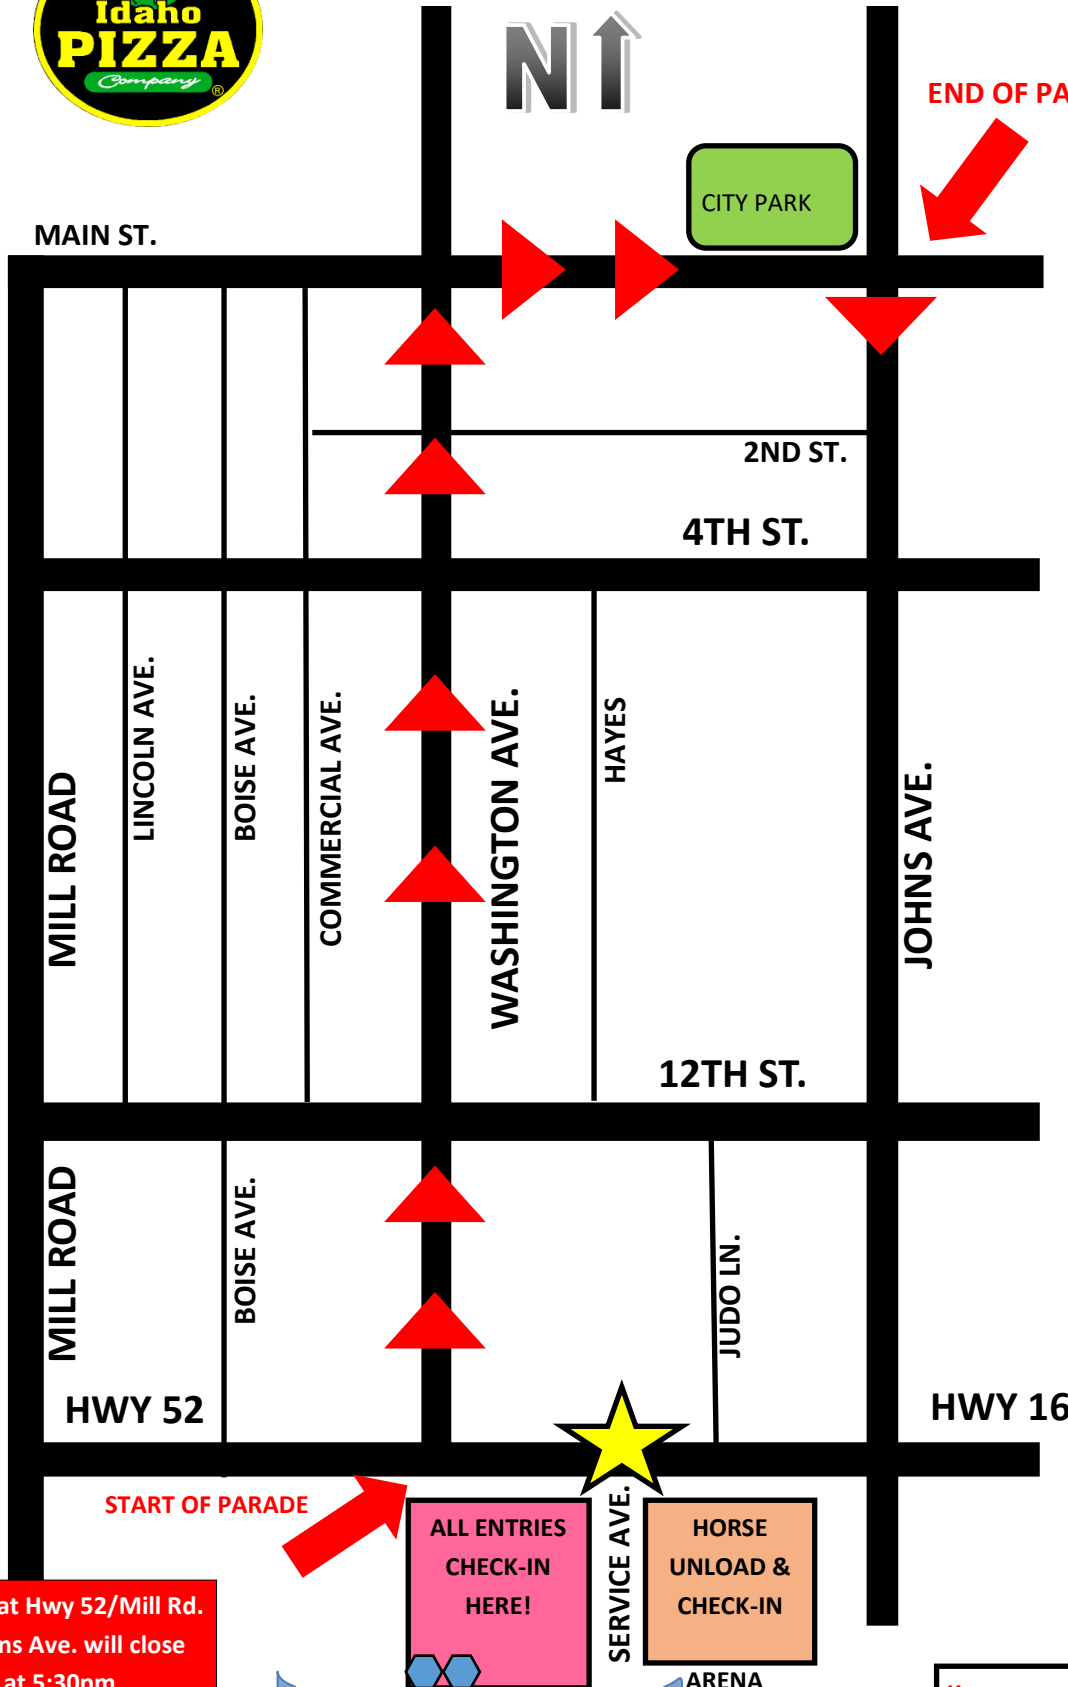 Idaho
PIZZA
Company
®
N
END OF PA
CITY PARK
MAIN ST.
2ND ST.
4TH ST.
LINCOLN AVE.
BOISE AVE.
COMMERCIAL AVE.
WASHINGTON AVE.
HAYES
MILL ROAD
JOHNS AVE.
12TH ST.
MILL ROAD
BOISE AVE.
JUDO LN.
HWY 52
HWY 16
START OF PARADE
ALL ENTRIES
CHECK-IN
HERE!
SERVICE AVE.
HORSE
UNLOAD &
CHECK-IN
at Hwy 52/Mill Rd.
ns Ave. will close
at 5:30pm
ARENA